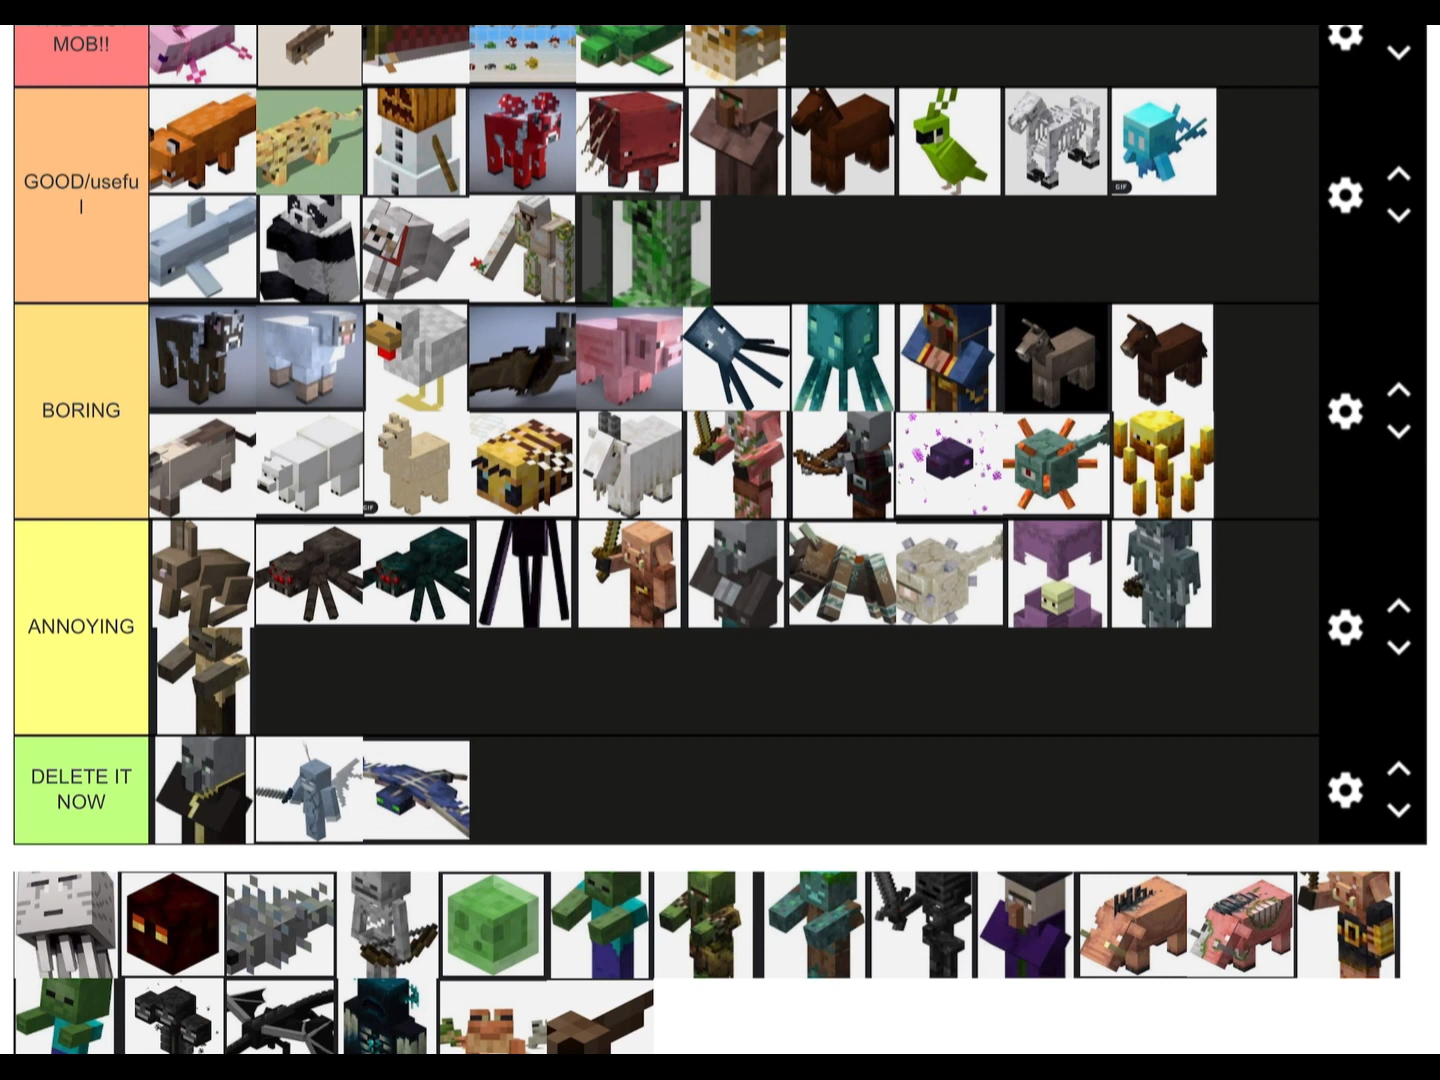 MOB!!
GOOD/usefu
l
GIF
BORING
GIF
ANNOYING
DELETE IT
NOW